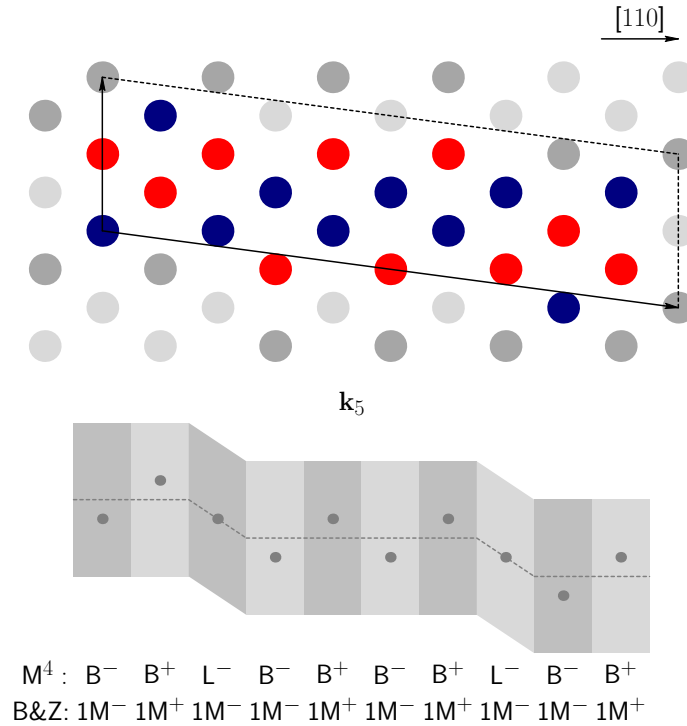 [110]
k₅
M⁴ : B⁻ B⁺ L⁻ B⁻ B⁺ B⁻ B⁺ L⁻ B⁻ B⁺
B&Z: 1M⁻ 1M⁺ 1M⁻ 1M⁻ 1M⁺ 1M⁻ 1M⁺ 1M⁻ 1M⁻ 1M⁺